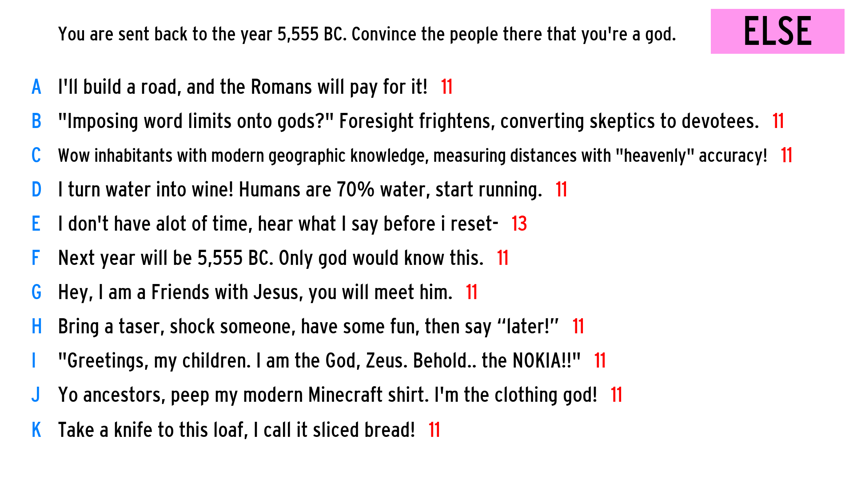 You are sent back to the year 5,555 BC. Convince the people there that you're a god.
ELSE
A I'll build a road, and the Romans will pay for it! 11
B "Imposing word limits onto gods?" Foresight frightens, converting skeptics to devotees. 11
C Wow inhabitants with modern geographic knowledge, measuring distances with "heavenly" accuracy! 11
D I turn water into wine! Humans are 70% water, start running. 11
E I don't have alot of time, hear what I say before i reset- 13
F Next year will be 5,555 BC. Only god would know this. 11
G Hey, I am a Friends with Jesus, you will meet him. 11
H Bring a taser, shock someone, have some fun, then say “later!” 11
I "Greetings, my children. I am the God, Zeus. Behold.. the NOKIA!!" 11
J Yo ancestors, peep my modern Minecraft shirt. I'm the clothing god! 11
K Take a knife to this loaf, I call it sliced bread! 11